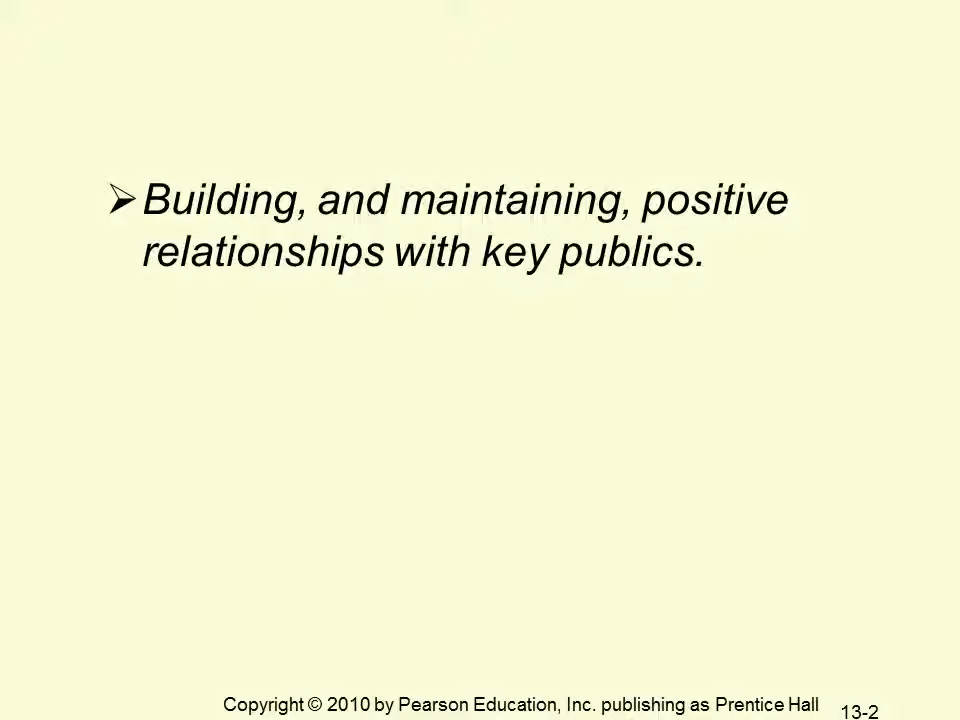 ➢Building, and maintaining, positive
relationships with key publics.
Copyright © 2010 by Pearson Education, Inc. publishing as Prentice Hall
13-2